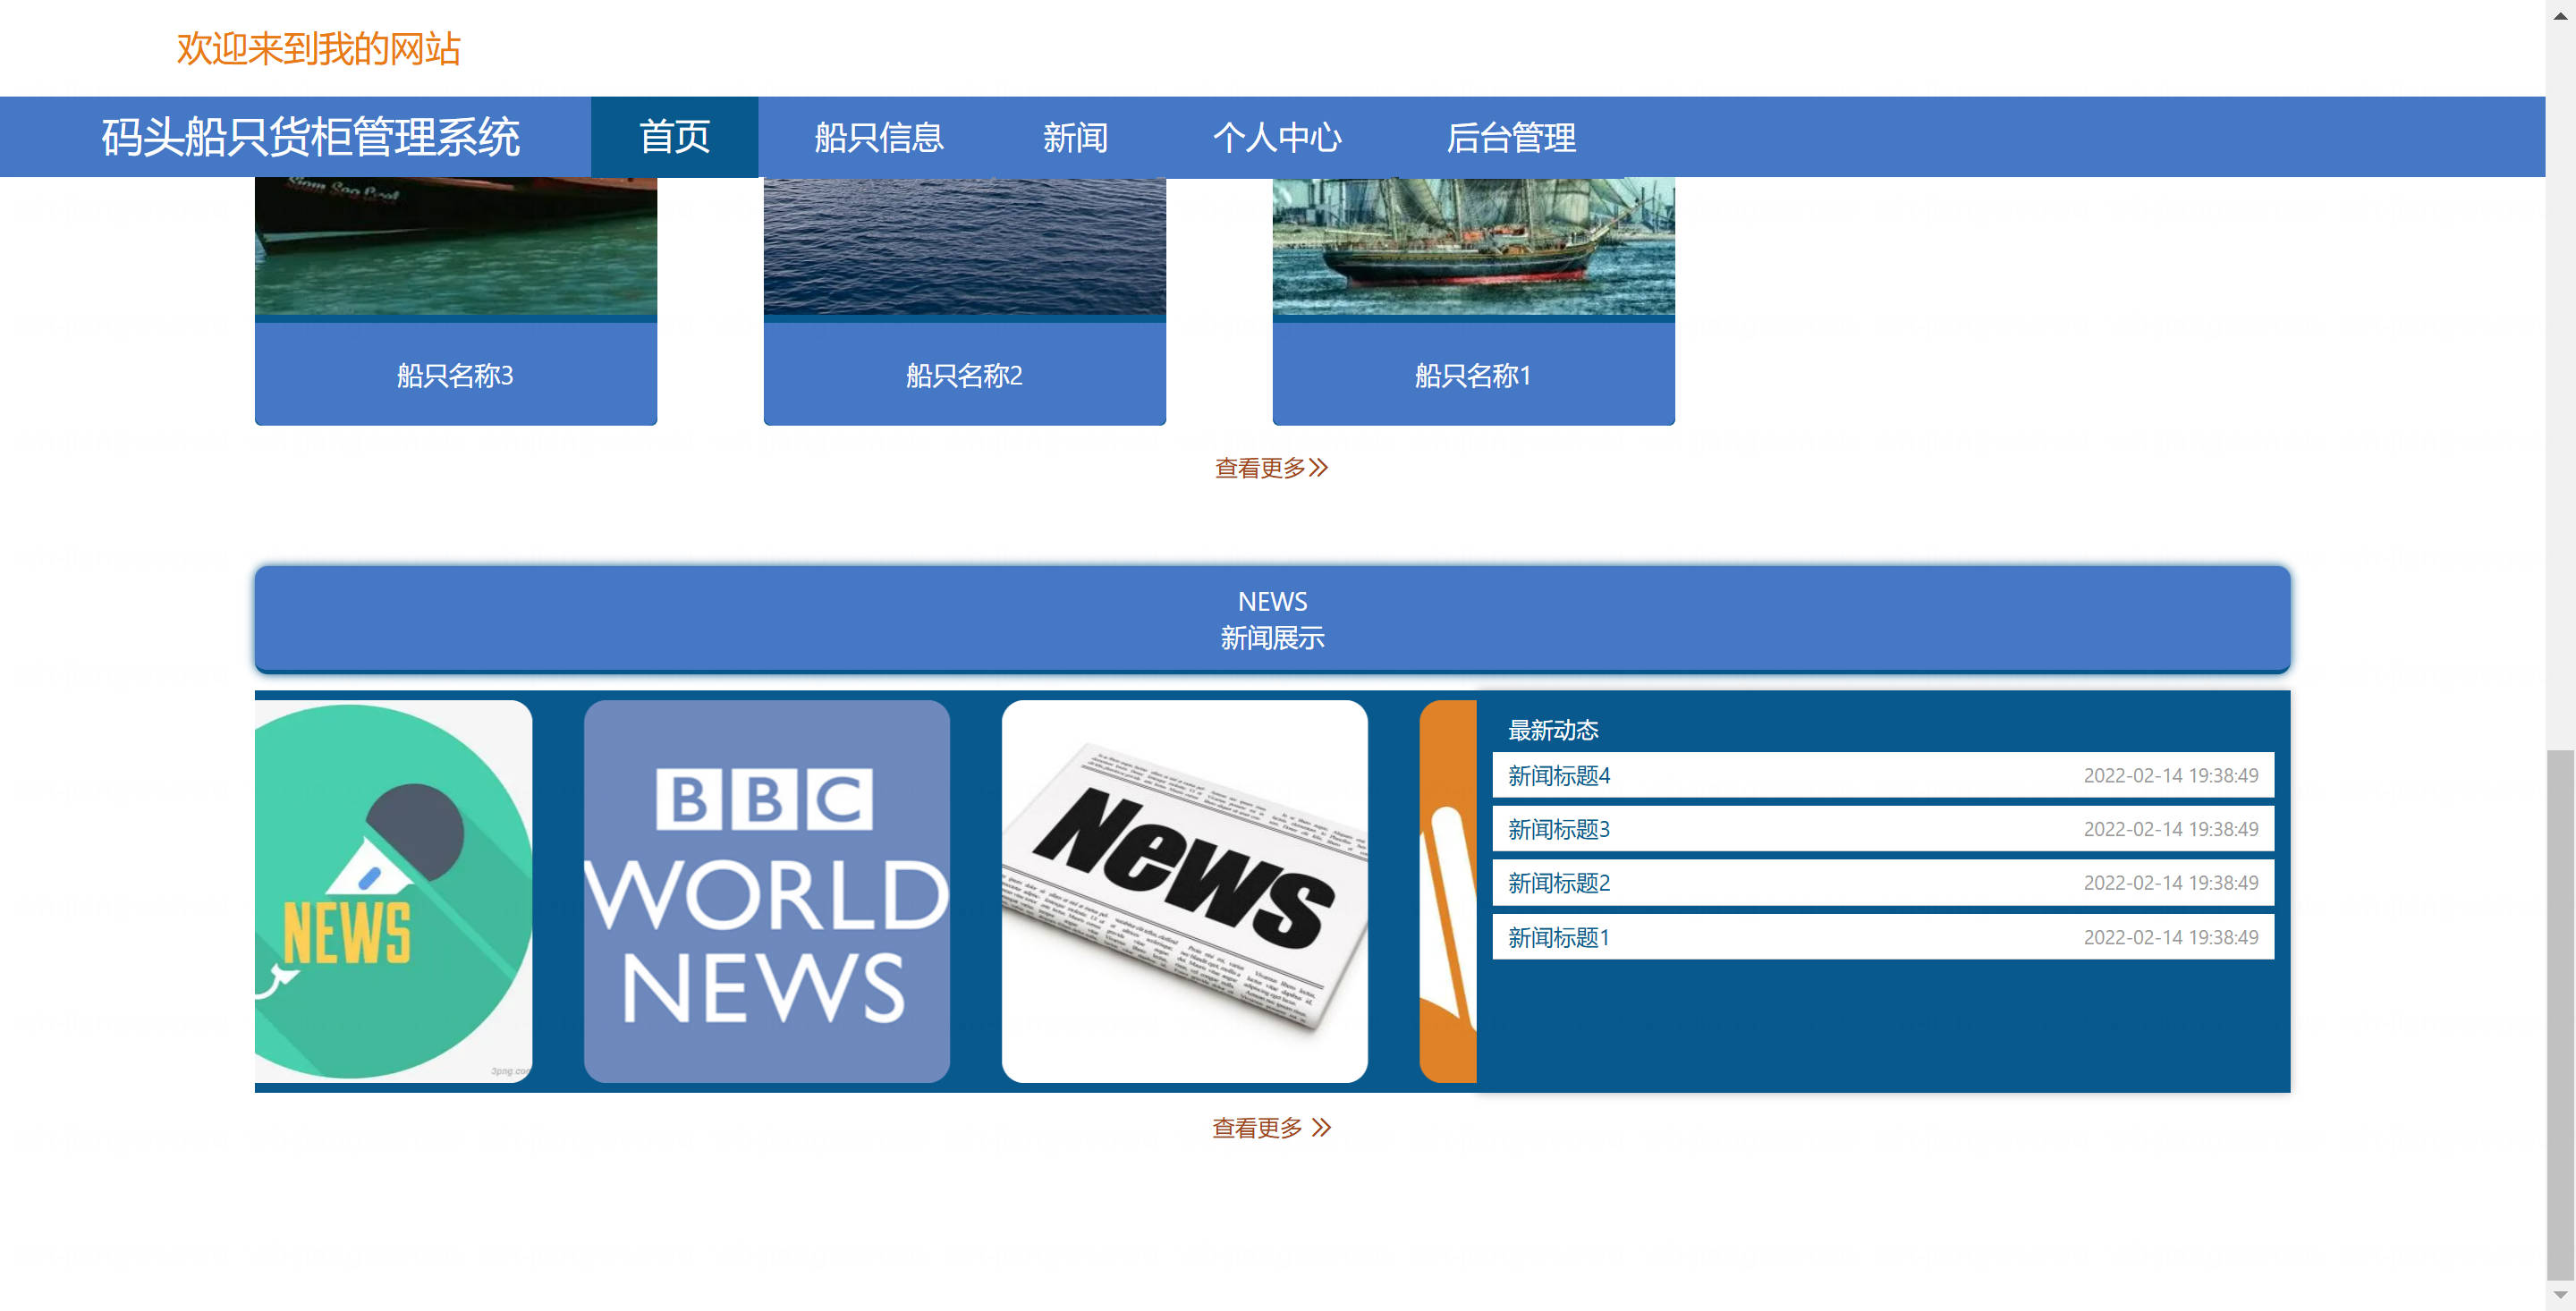 欢迎来到我的网站
码头船只货柜管理系统
首页
船只信息
新闻
个人中心
后台管理
Siam Sea Boat
船只名称3
船只名称2
船只名称1
查看更多
NEWS
新闻展示
NEWS
3png.com
BBC
WORLD
NEWS
News
最新动态
新闻标题4 2022-02-14 19:38:49
新闻标题3 2022-02-14 19:38:49
新闻标题2 2022-02-14 19:38:49
新闻标题1 2022-02-14 19:38:49
查看更多